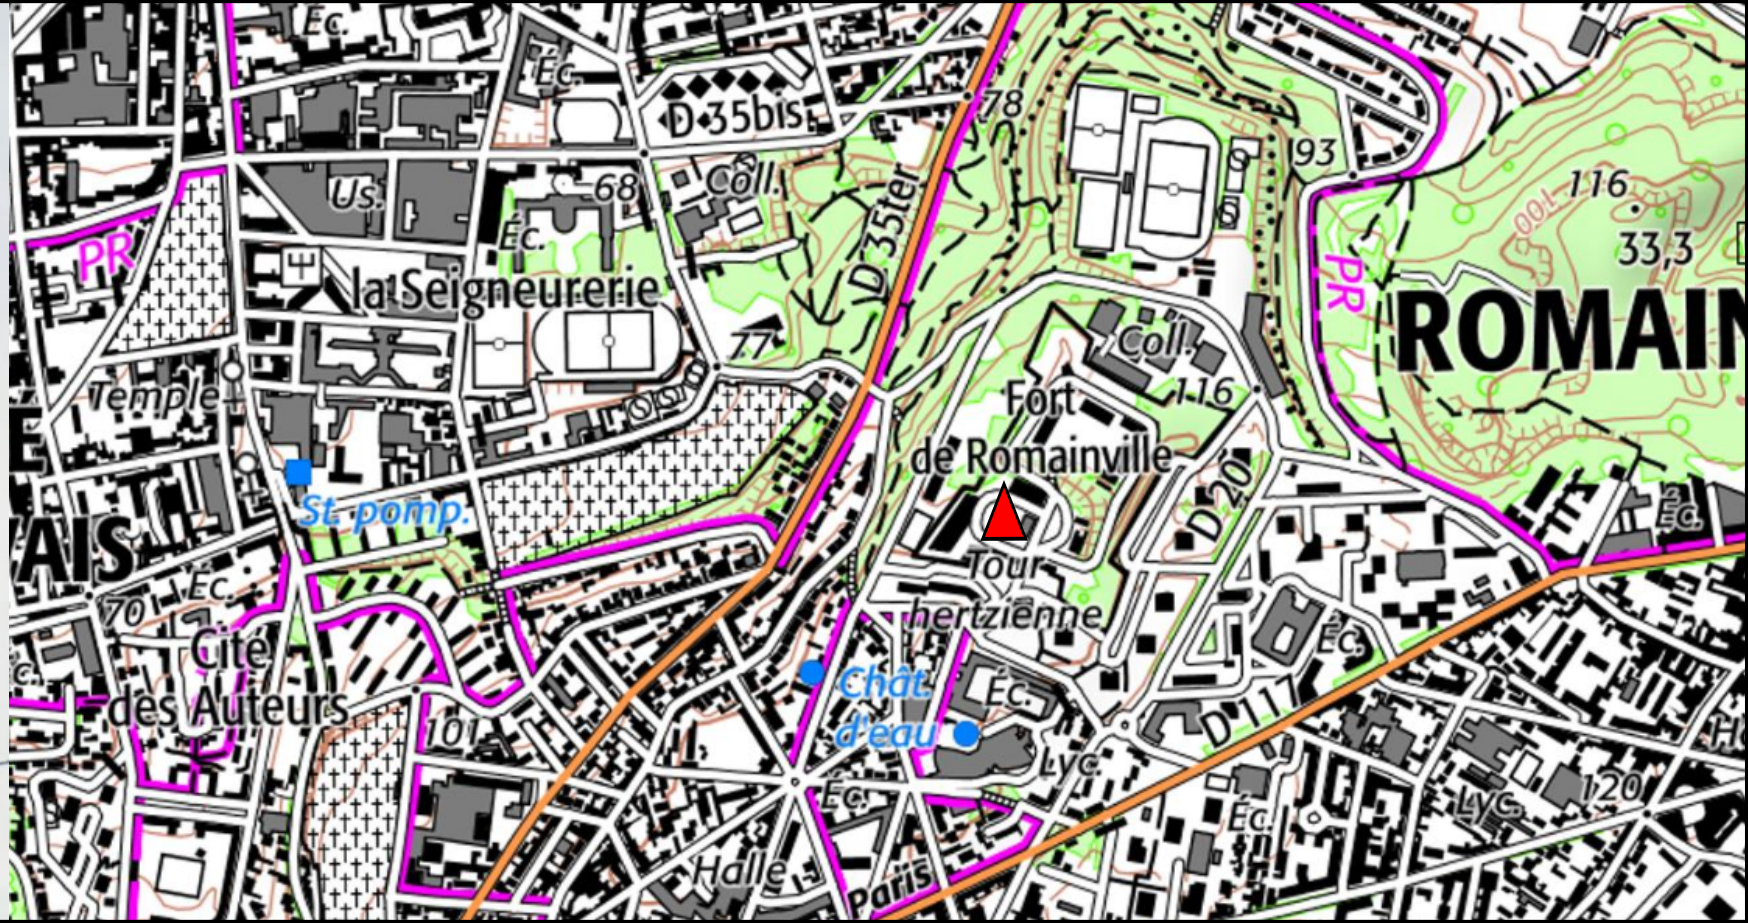 Éc.
Éc.
D 35bis
78
93
Coll.
116
100
Us.
68
Éc.
33,3
D 35ter
PR
PR
la Seigneurerie
ROMAIN
77
Coll.
Temple
116
Fort
de Romainville
D 20
St. pomp.
Éc.
AIS
Tour
hertzienne
Éc.
70
Éc.
Cité
des Auteurs
Chât.
d'eau
Éc.
D 117
101
Lyc.
Éc.
Éc.
Lyc.
120
Halle
Paris